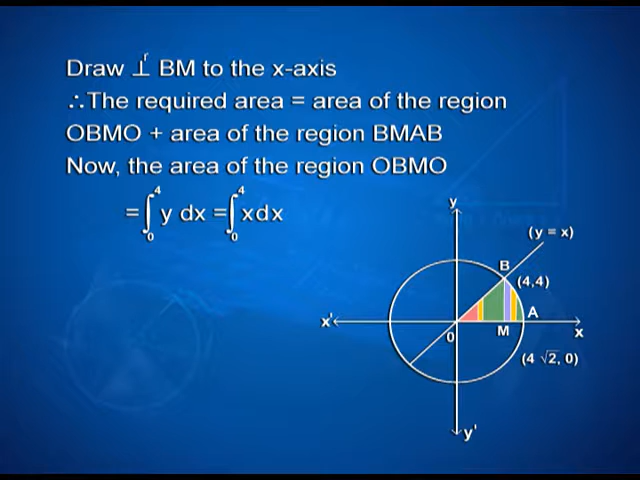 Draw ⊥ʳ BM to the x-axis
∴The required area = area of the region
OBMO + area of the region BMAB
Now, the area of the region OBMO
= ∫₀⁴ y dx = ∫₀⁴ xdx
y
(y = x)
B
(4,4)
x'
A
0
M
x
(4 √2, 0)
y'